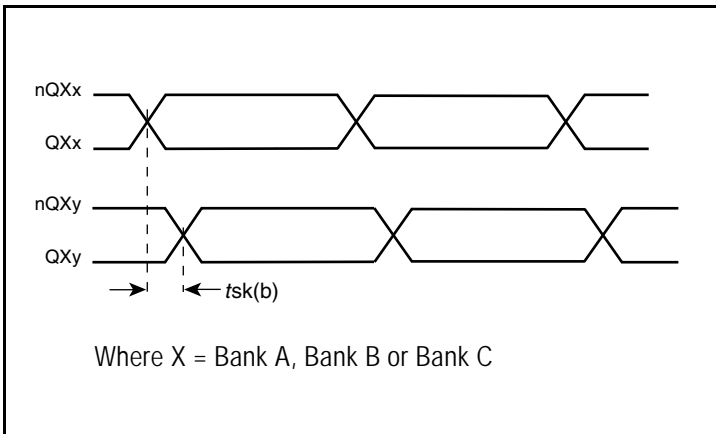 nQXx
QXx
nQXy
QXy
tsk(b)
Where X = Bank A, Bank B or Bank C